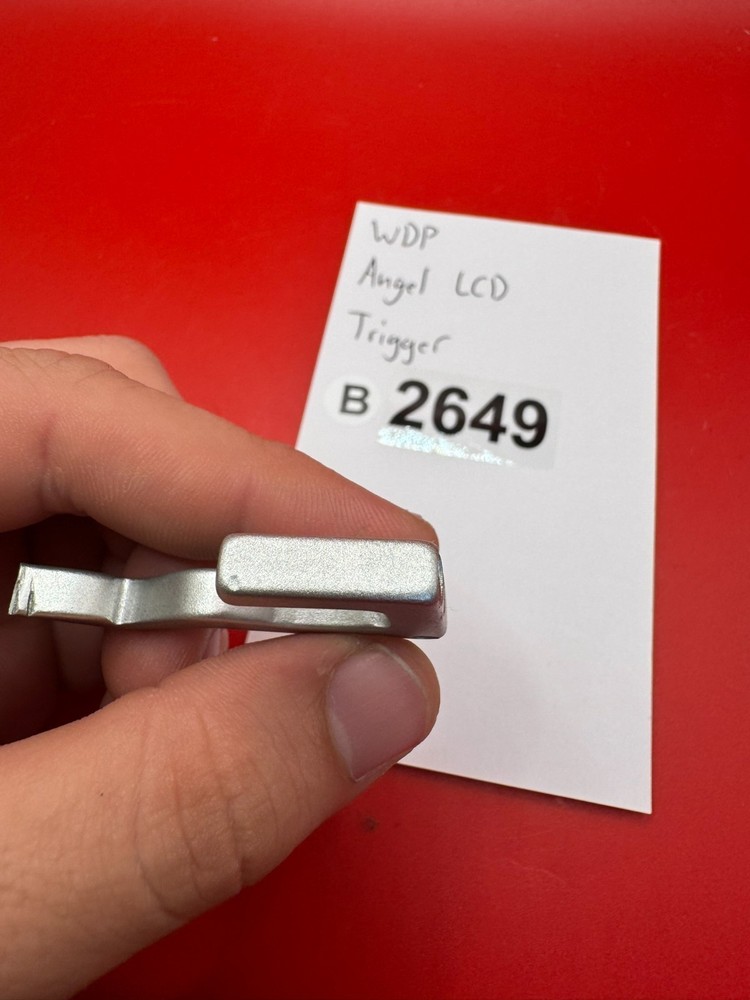 WDP
Angel LCD
Trigger
B 2649